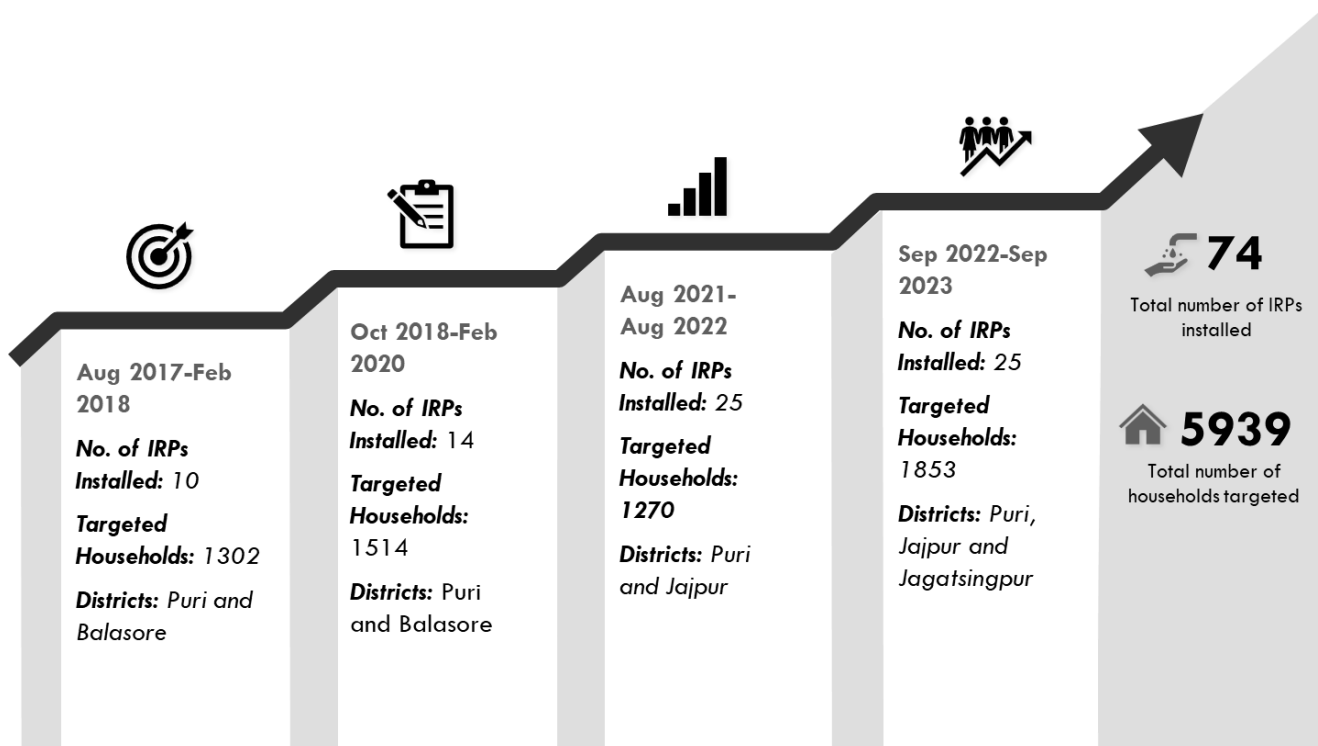 Aug 2017-Feb
2018
No. of IRPs
Installed: 10
Targeted
Households: 1302
Districts: Puri and
Balasore
Oct 2018-Feb
2020
No. of IRPs
Installed: 14
Targeted
Households:
1514
Districts: Puri
and Balasore
Aug 2021-
Aug 2022
No. of IRPs
Installed: 25
Targeted
Households:
1270
Districts: Puri
and Jajpur
Sep 2022-Sep
2023
No. of IRPs
Installed: 25
Targeted
Households:
1853
Districts: Puri,
Jajpur and
Jagatsingpur
74
Total number of IRPs
installed
5939
Total number of
households targeted